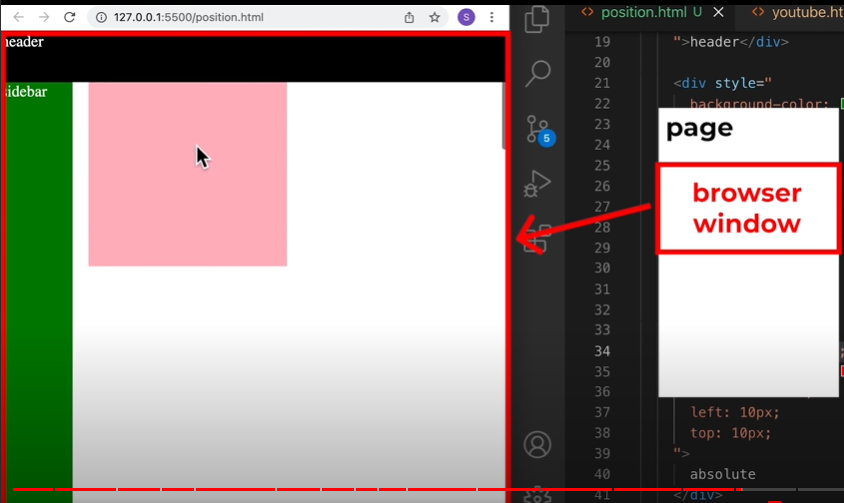 127.0.0.1:5500/position.html
S
header
sidebar
5
position.html U
youtube.ht
19 ">header</div>
20
21 <div style="
22 background-color:
23
24
25
26
27
28
29
30
31
32
33
34 ;
35
36
37 left: 10px;
38 top: 10px;
39 ">
40 absolute
41 </div>
page
browser
window